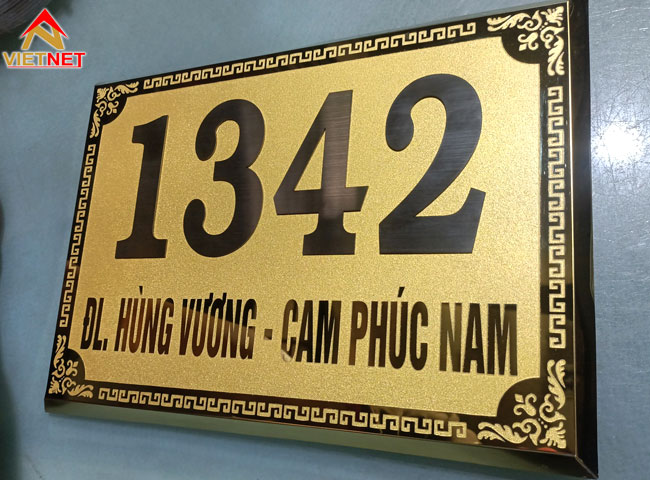 VIETNET
1342
ĐL. HÙNG VƯƠNG - CAM PHÚC NAM